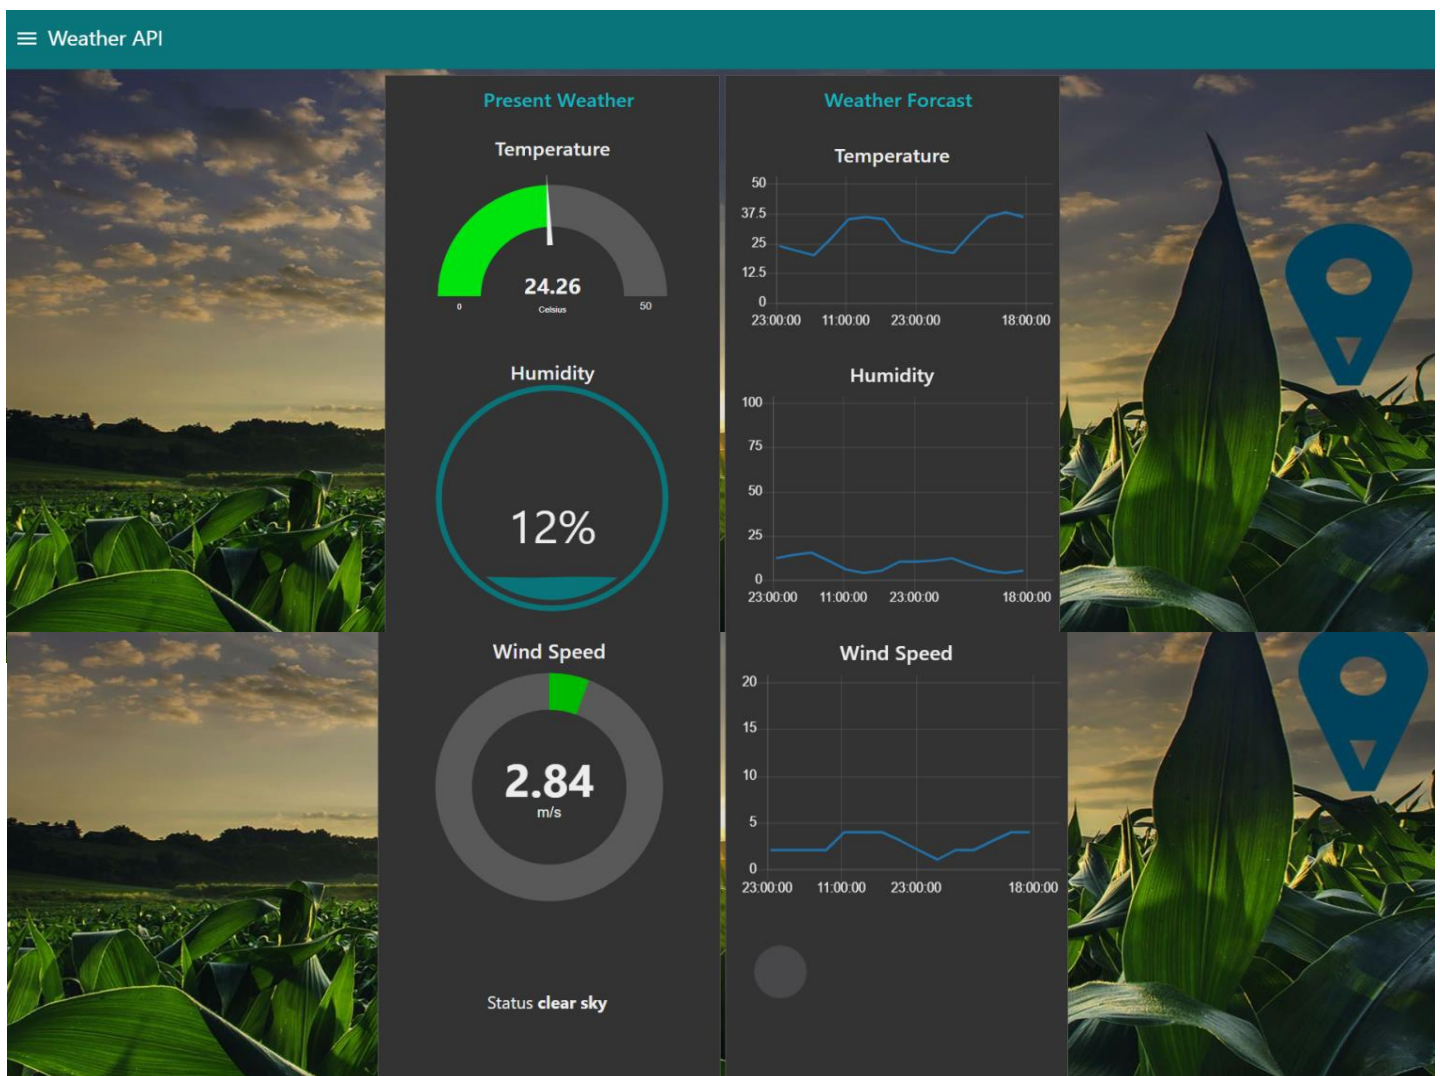 Weather API
Present Weather
Temperature
24.26
Celsius
0
50
Humidity
12%
Wind Speed
2.84
m/s
Status clear sky
Weather Forcast
Temperature
50
37.5
25
12.5
0
23:00:00 11:00:00 23:00:00 18:00:00
Humidity
100
75
50
25
0
23:00:00 11:00:00 23:00:00 18:00:00
Wind Speed
20
15
10
5
0
23:00:00 11:00:00 23:00:00 18:00:00